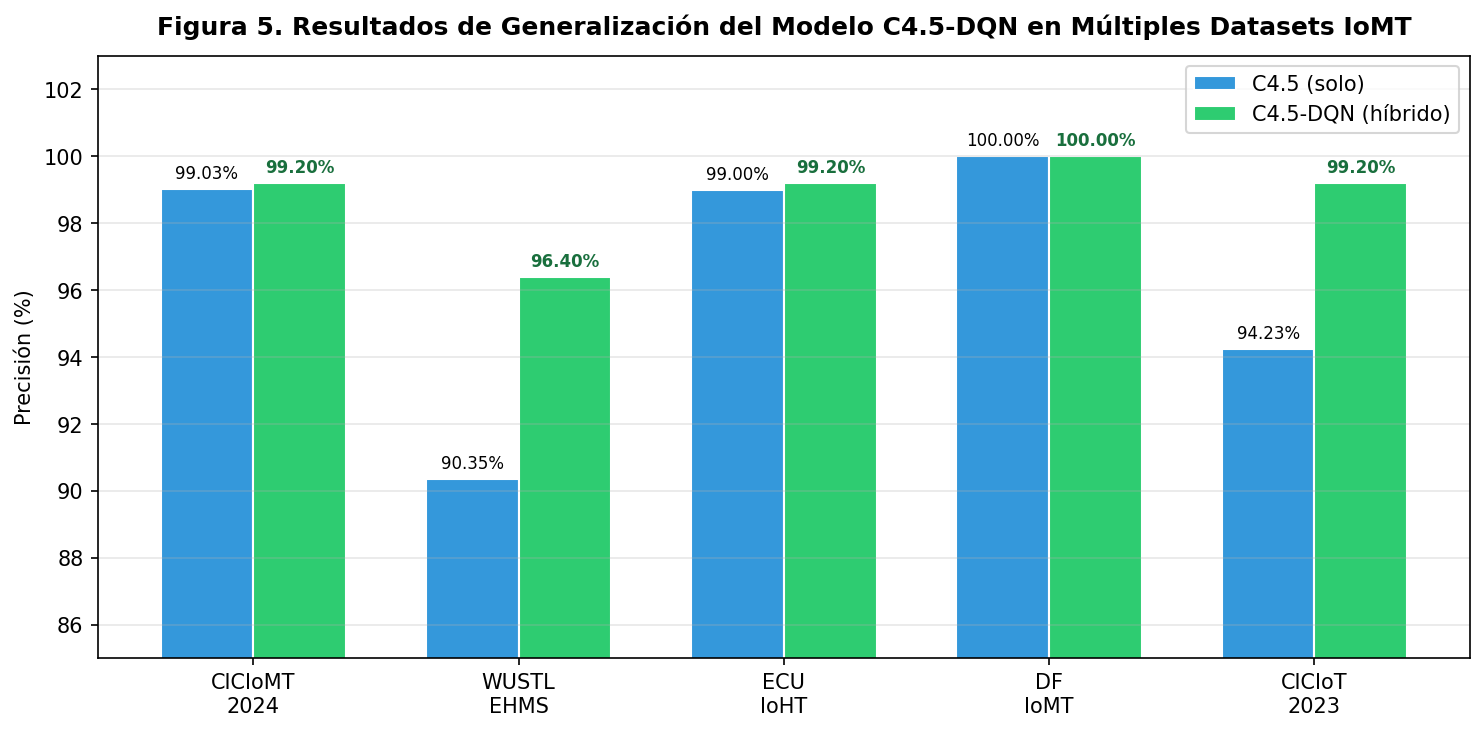 Figura 5. Resultados de Generalización del Modelo C4.5-DQN en Múltiples Datasets IoMT
C4.5 (solo)
C4.5-DQN (híbrido)
Precisión (%)
102
100
98
96
94
92
90
88
86
99.03%
99.20%
90.35%
96.40%
99.00%
99.20%
100.00%
100.00%
94.23%
99.20%
CICIoMT
2024
WUSTL
EHMS
ECU
IoHT
DF
IoMT
CICIoT
2023